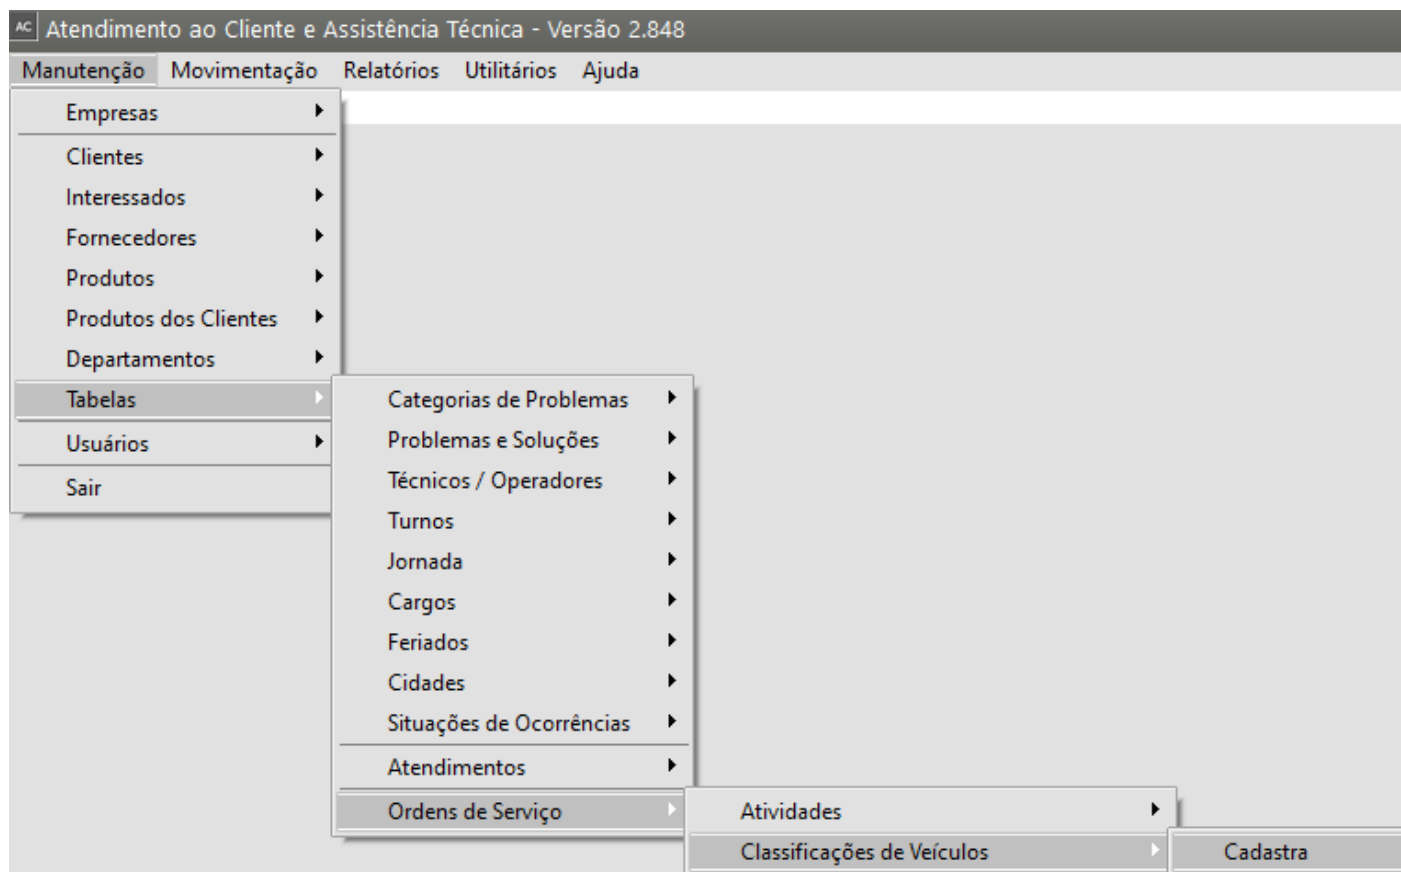 AC Atendimento ao Cliente e Assistência Técnica - Versão 2.848
Manutenção Movimentação Relatórios Utilitários Ajuda
Empresas
Clientes
Interessados
Fornecedores
Produtos
Produtos dos Clientes
Departamentos
Tabelas
Usuários
Sair
Categorias de Problemas
Problemas e Soluções
Técnicos / Operadores
Turnos
Jornada
Cargos
Feriados
Cidades
Situações de Ocorrências
Atendimentos
Ordens de Serviço
Atividades
Classificações de Veículos
Cadastra